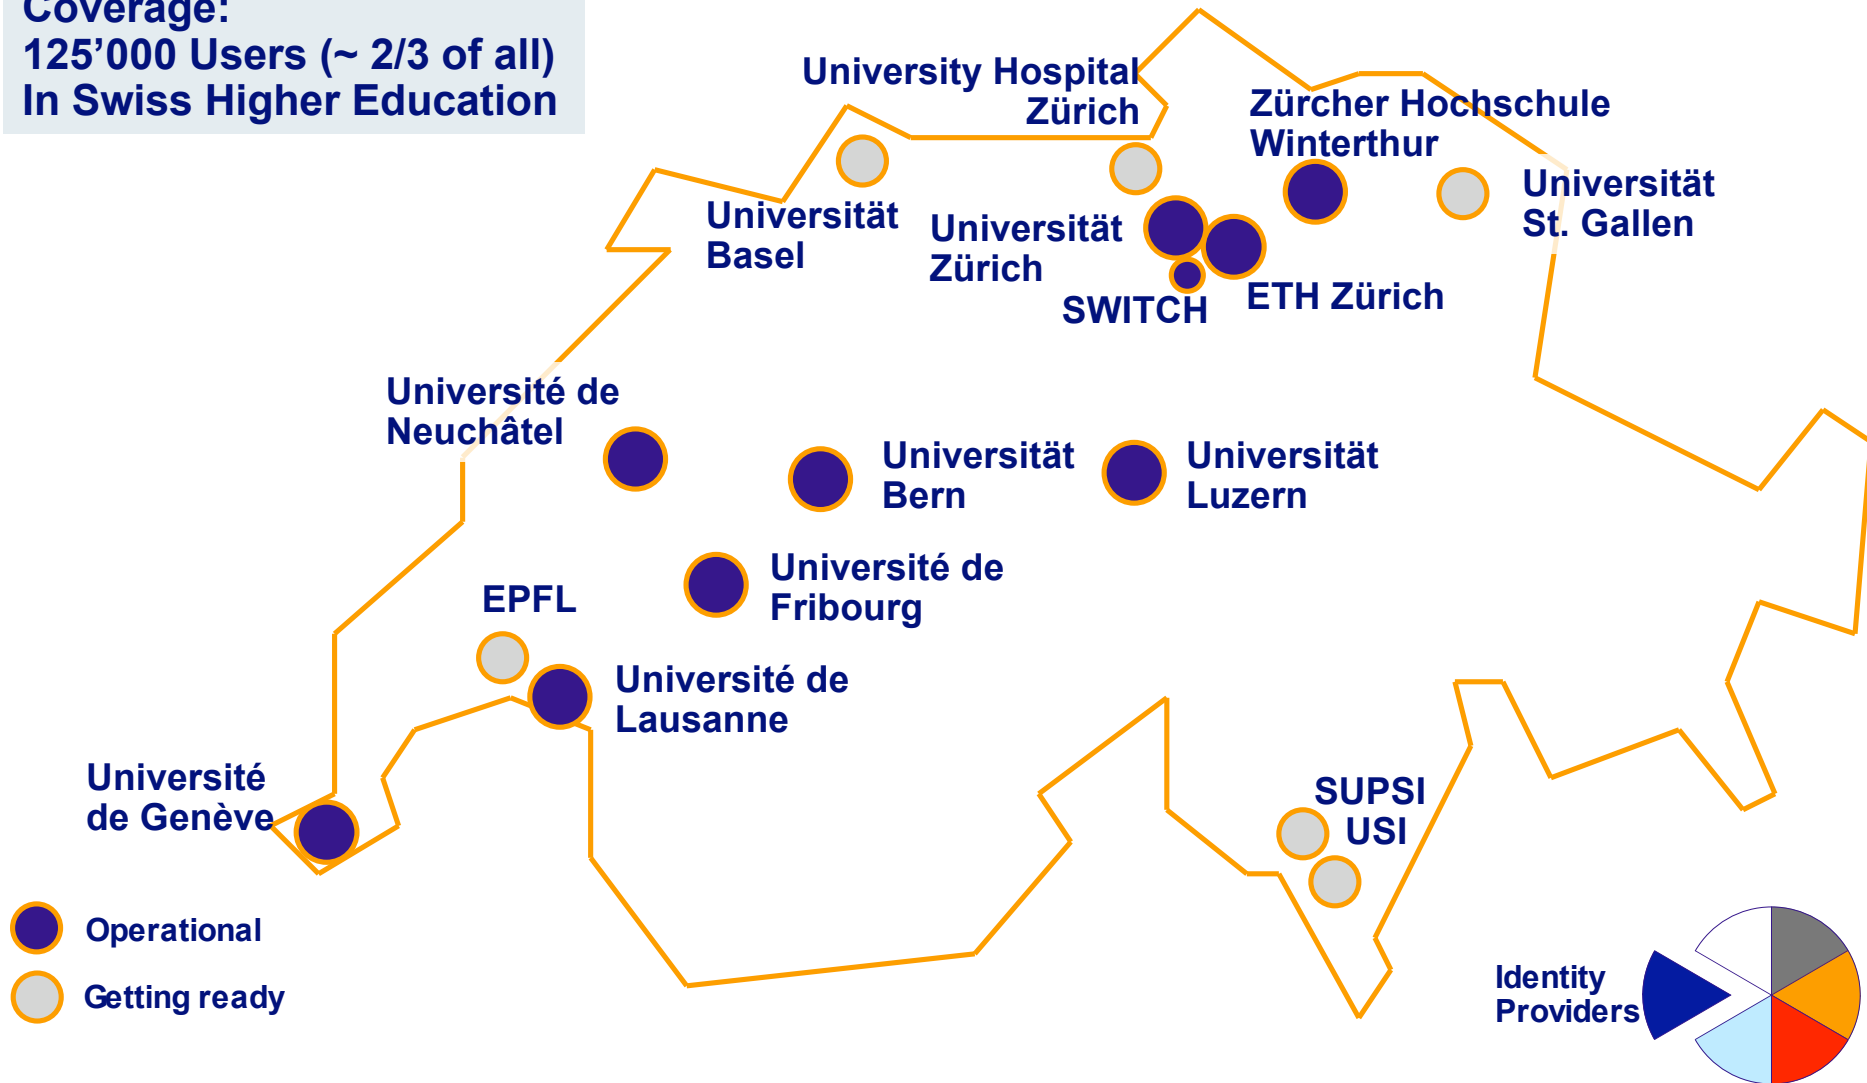 Coverage:
125’000 Users (~ 2/3 of all)
In Swiss Higher Education
University Hospital
Zürich
Zürcher Hochschule
Winterthur
Universität
St. Gallen
Universität
Basel
Universität
Zürich
SWITCH
ETH Zürich
Université de
Neuchâtel
Universität
Bern
Universität
Luzern
Université de
Fribourg
EPFL
Université de
Lausanne
Université
de Genève
SUPSI
USI
Operational
Getting ready
Identity
Providers